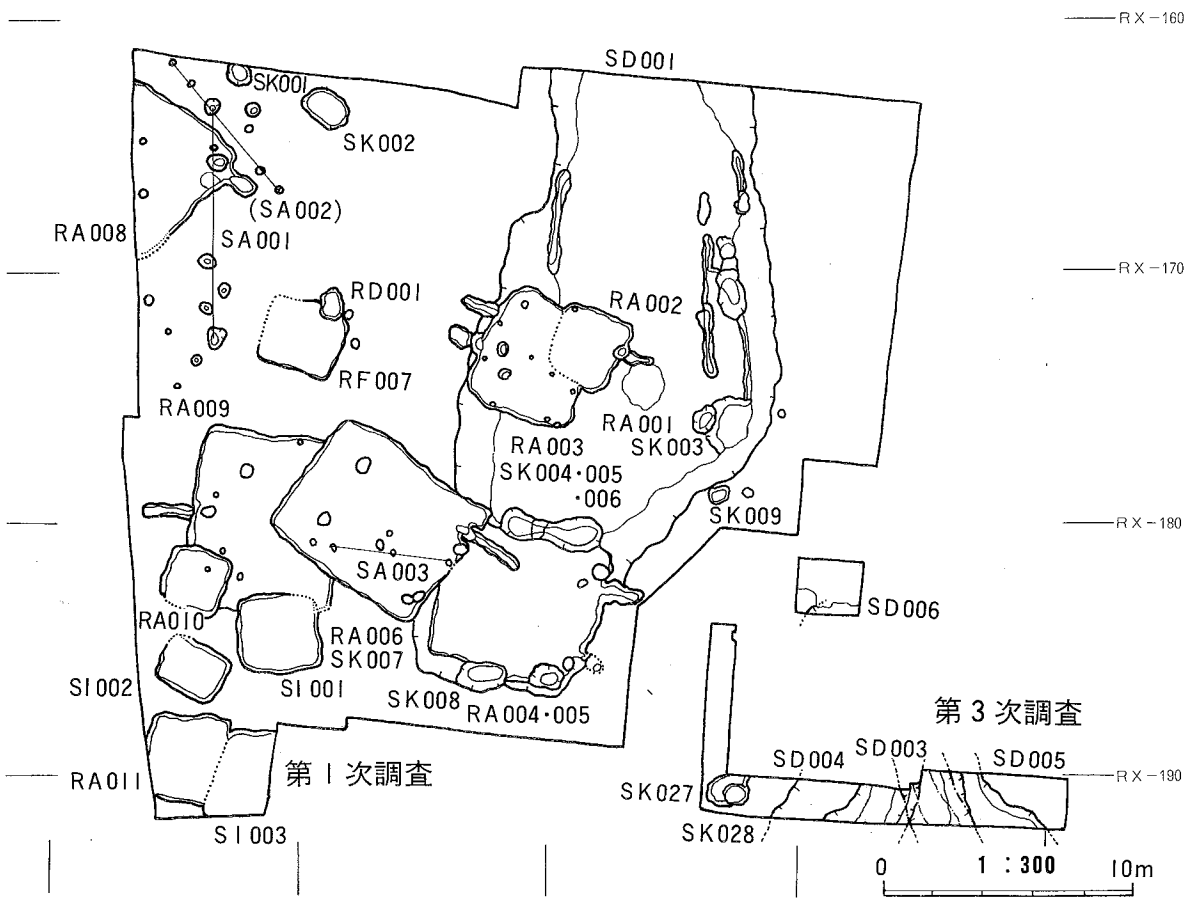 RX-160
SD001
SK001
SK002
(SA002)
RA008
SA001
RX-170
RD001
RA002
RF007
RA009
RA001
RA003
SK003
SK004・005
・006
SK009
RX-180
SA003
SD006
RA010
RA006
SK007
SI001
SI002
SK008
RA004・005
第3次調査
SD003
SD004
SD005
RA011
第1次調査
RX-190
SK027
SK028
SI003
0
1:300
10m